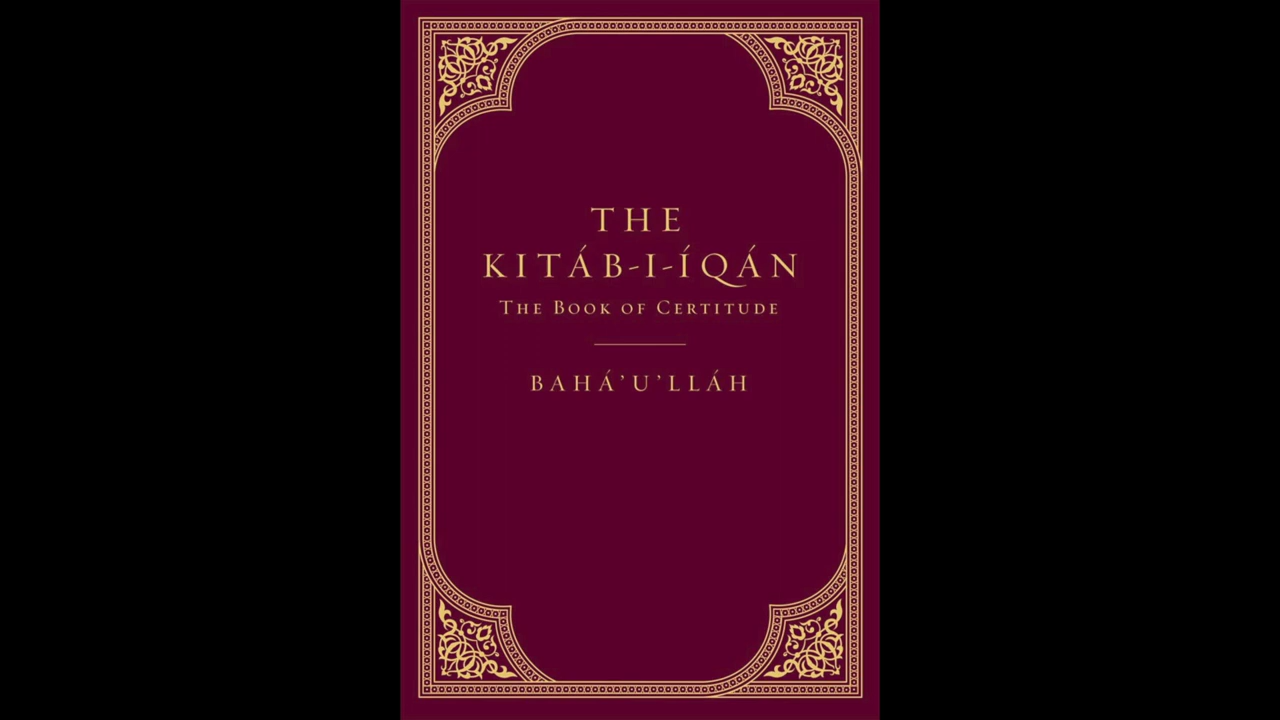 THE
KITÁB-I-ÍQÁN
The Book of Certitude
BAHÁ’U’LLÁH